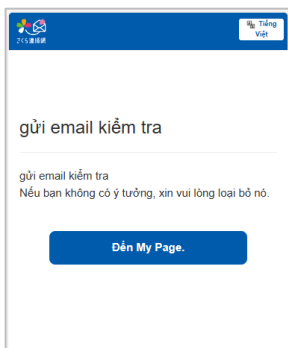 さくら連絡網
Tiếng
Việt
gửi email kiểm tra
gửi email kiểm tra
Nếu bạn không có ý tưởng, xin vui lòng loại bỏ nó.
Đến My Page.